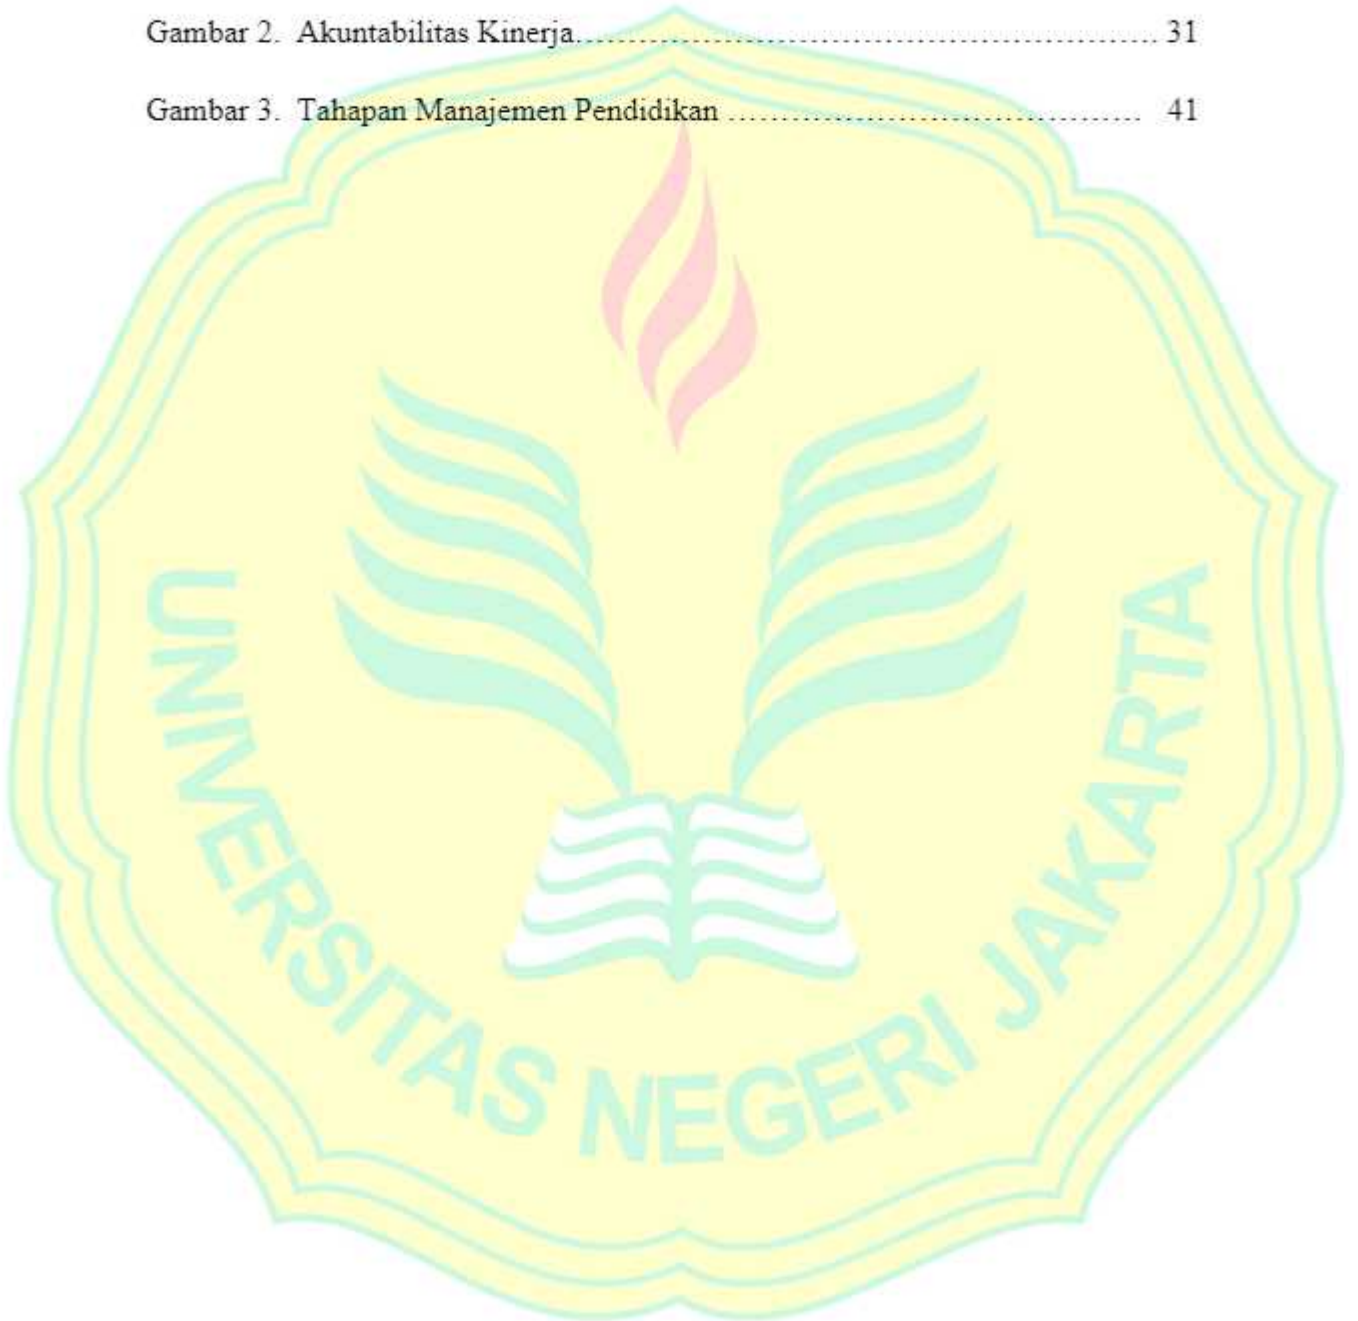 Gambar 2. Akuntabilitas Kinerja…………………………………………………… 31
Gambar 3. Tahapan Manajemen Pendidikan ………………………………… 41
UNIVERSITAS NEGERI JAKARTA